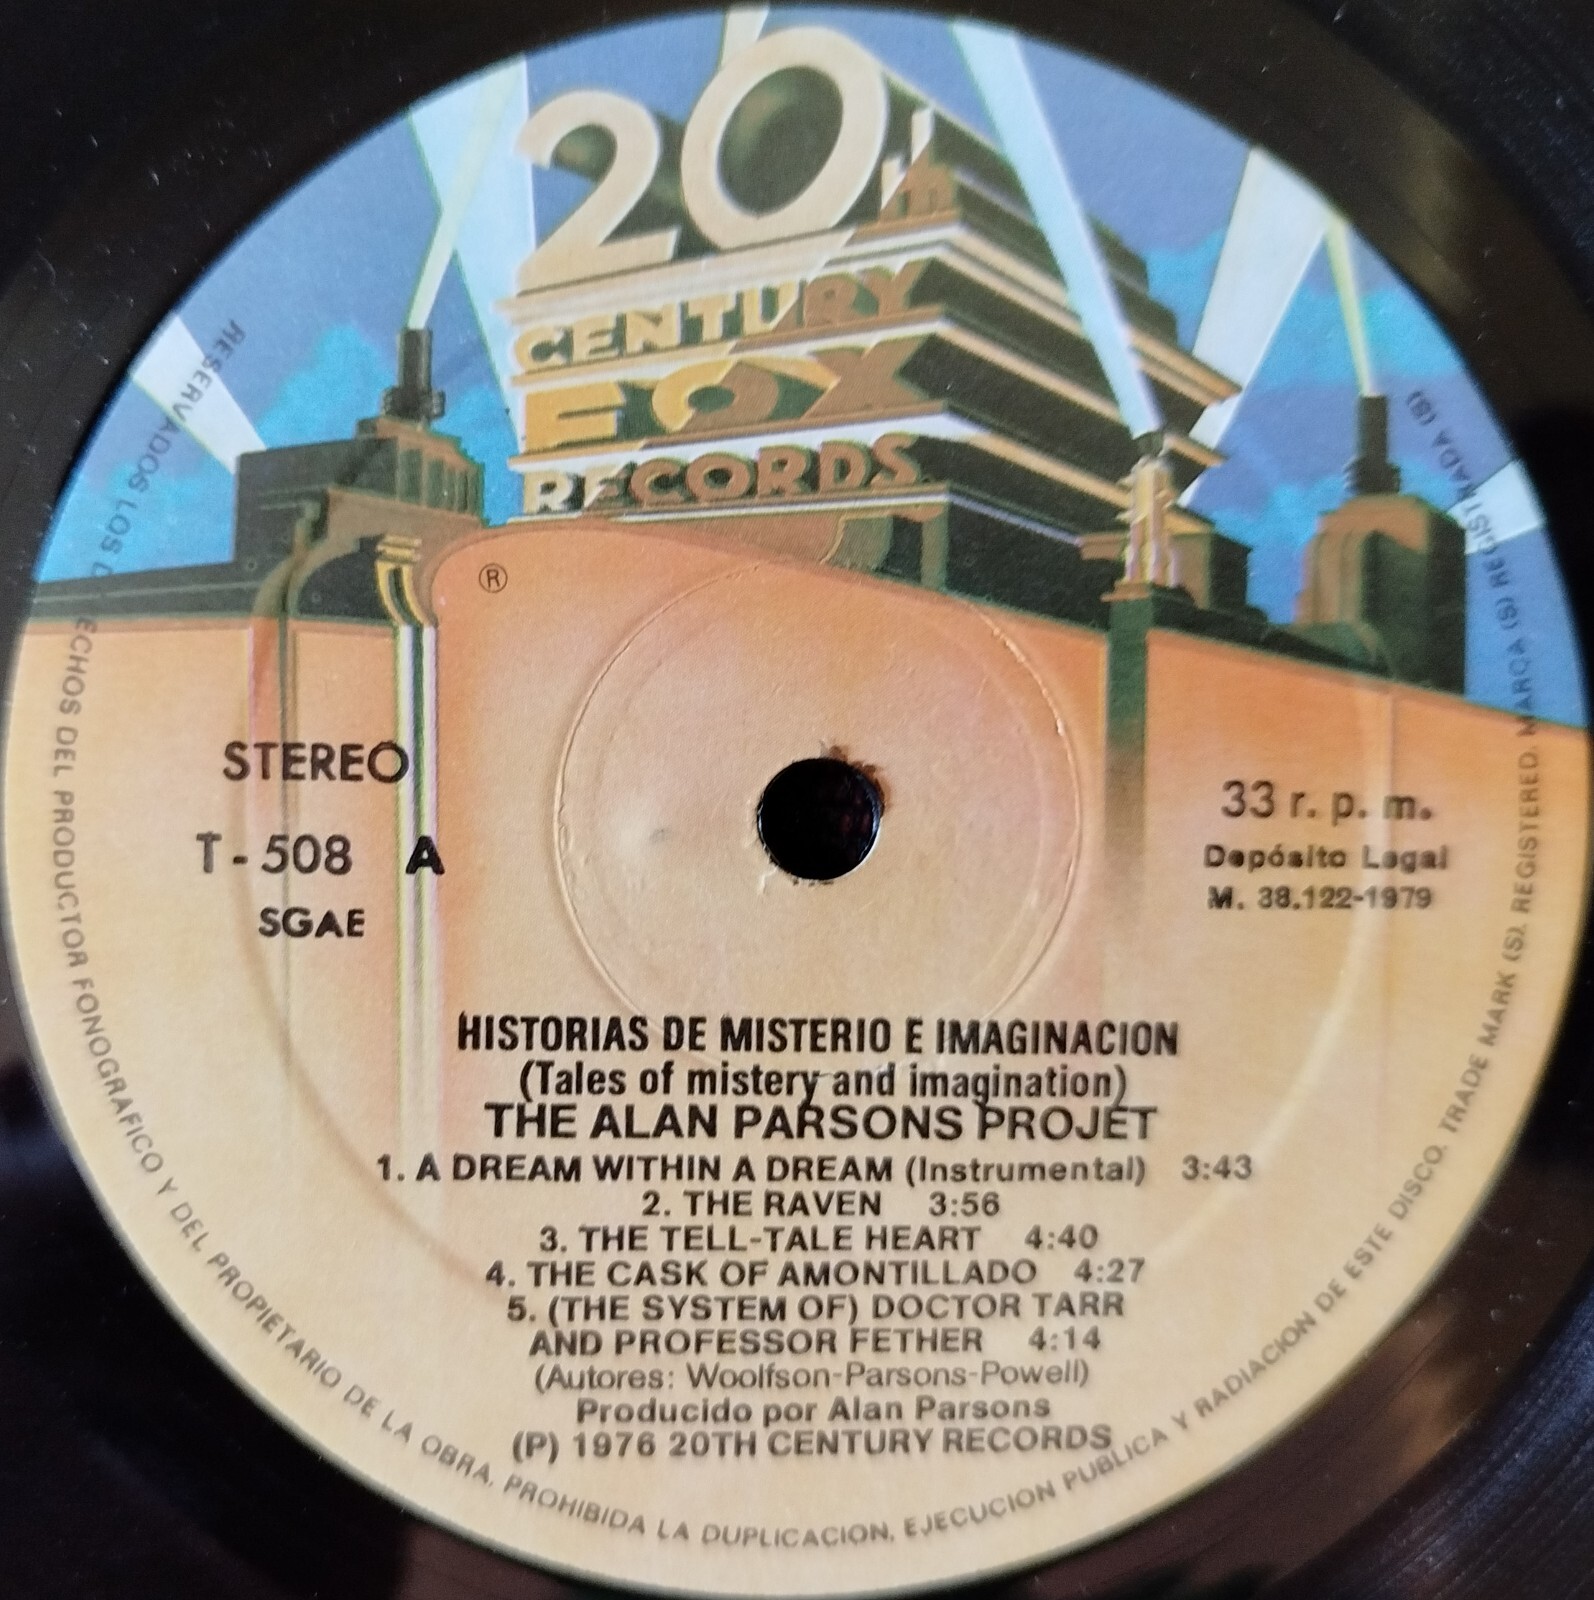 20th
CENTURY
FOX
RECORDS
®
STEREO
T-508 A
SGAE
33 r. p. m.
Depósito Legal
M. 38.122-1979
HISTORIAS DE MISTERIO E IMAGINACION
(Tales of mistery and imagination)
THE ALAN PARSONS PROJET
1. A DREAM WITHIN A DREAM (Instrumental) 3:43
2. THE RAVEN 3:56
3. THE TELL-TALE HEART 4:40
4. THE CASK OF AMONTILLADO 4:27
5. (THE SYSTEM OF) DOCTOR TARR
AND PROFESSOR FETHER 4:14
(Autores: Woolfson-Parsons-Powell)
Producido por Alan Parsons
(P) 1976 20TH CENTURY RECORDS
RESERVADOS LOS DERECHOS DEL PRODUCTOR FONOGRAFICO Y DEL PROPIETARIO DE LA OBRA. PROHIBIDA LA DUPLICACION, EJECUCION PUBLICA Y RADIACION DE ESTE DISCO. TRADE MARK (S). REGISTERED. MARCA (S) REGISTRADA (S)